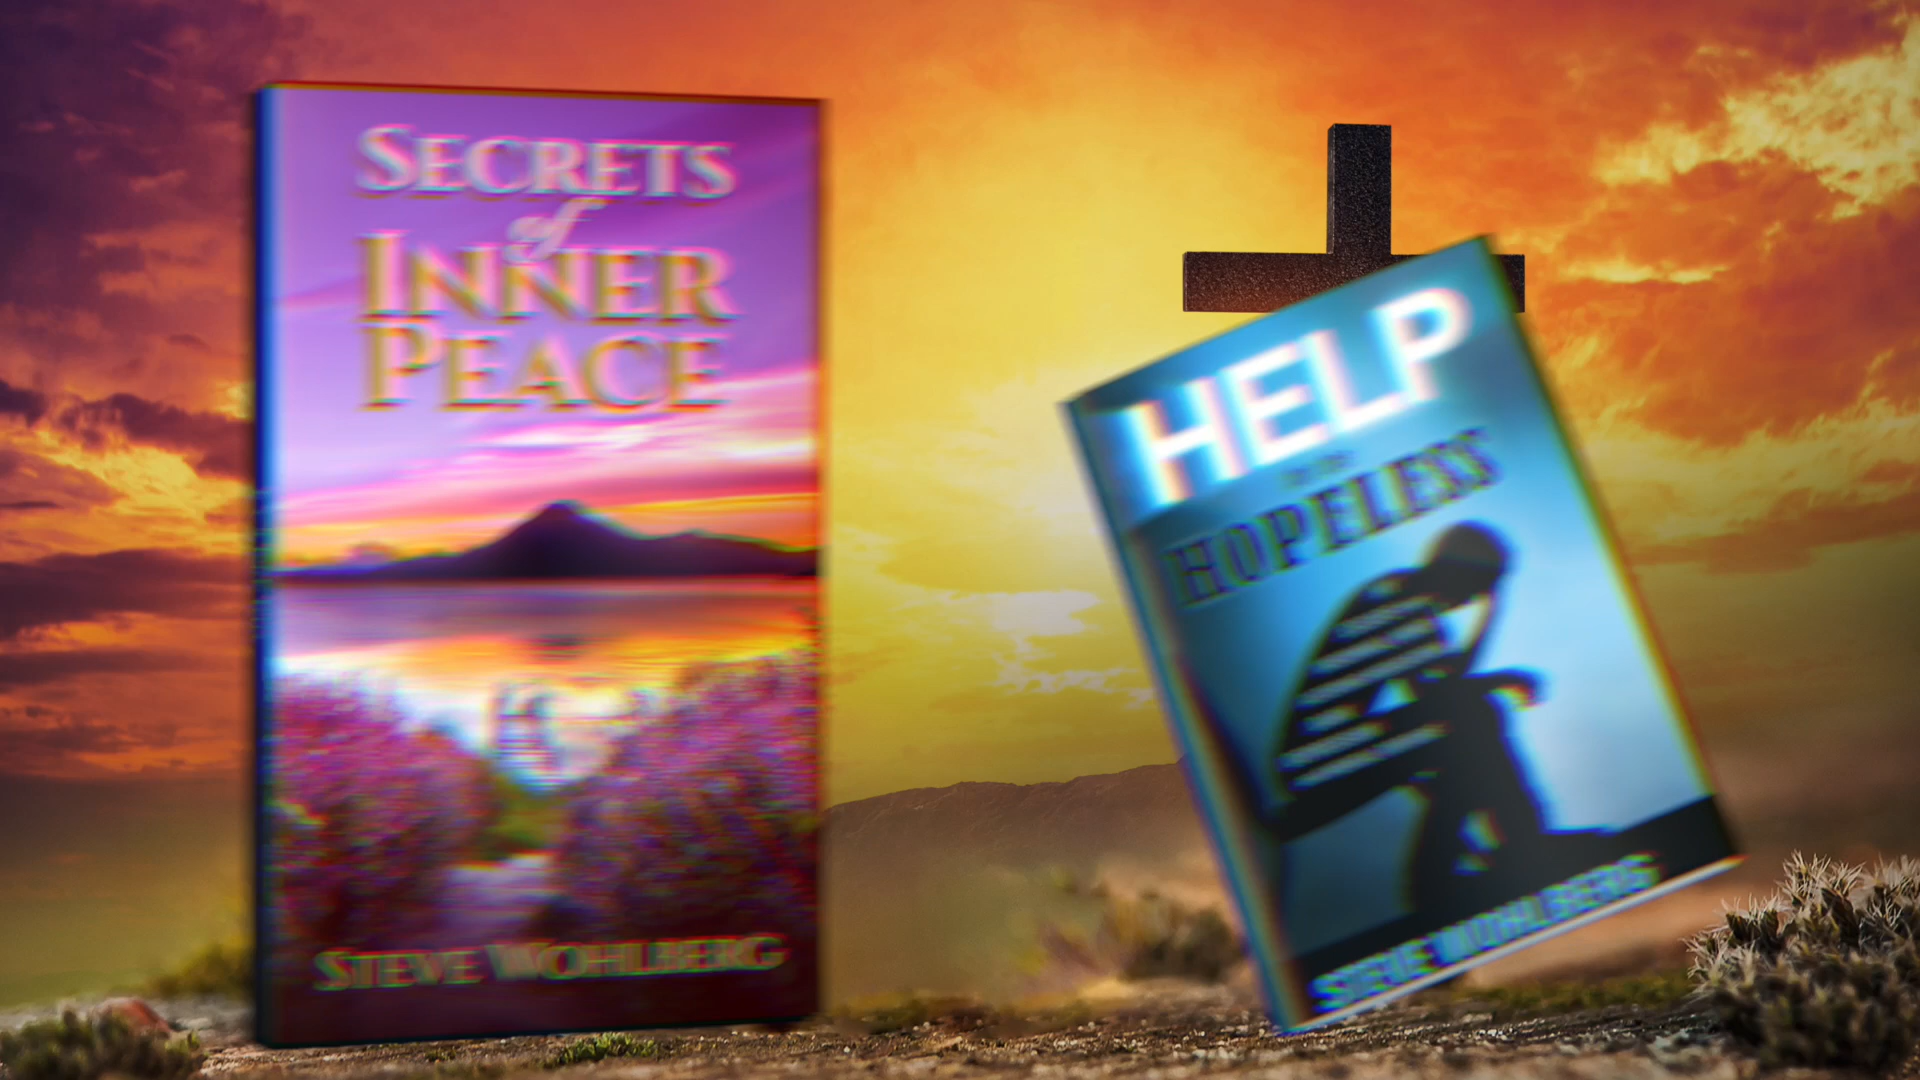 SECRETS
of
INNER
PEACE
STEVE WOHLBERG
HELP
HOPELESS
STEVE WOHLBERG